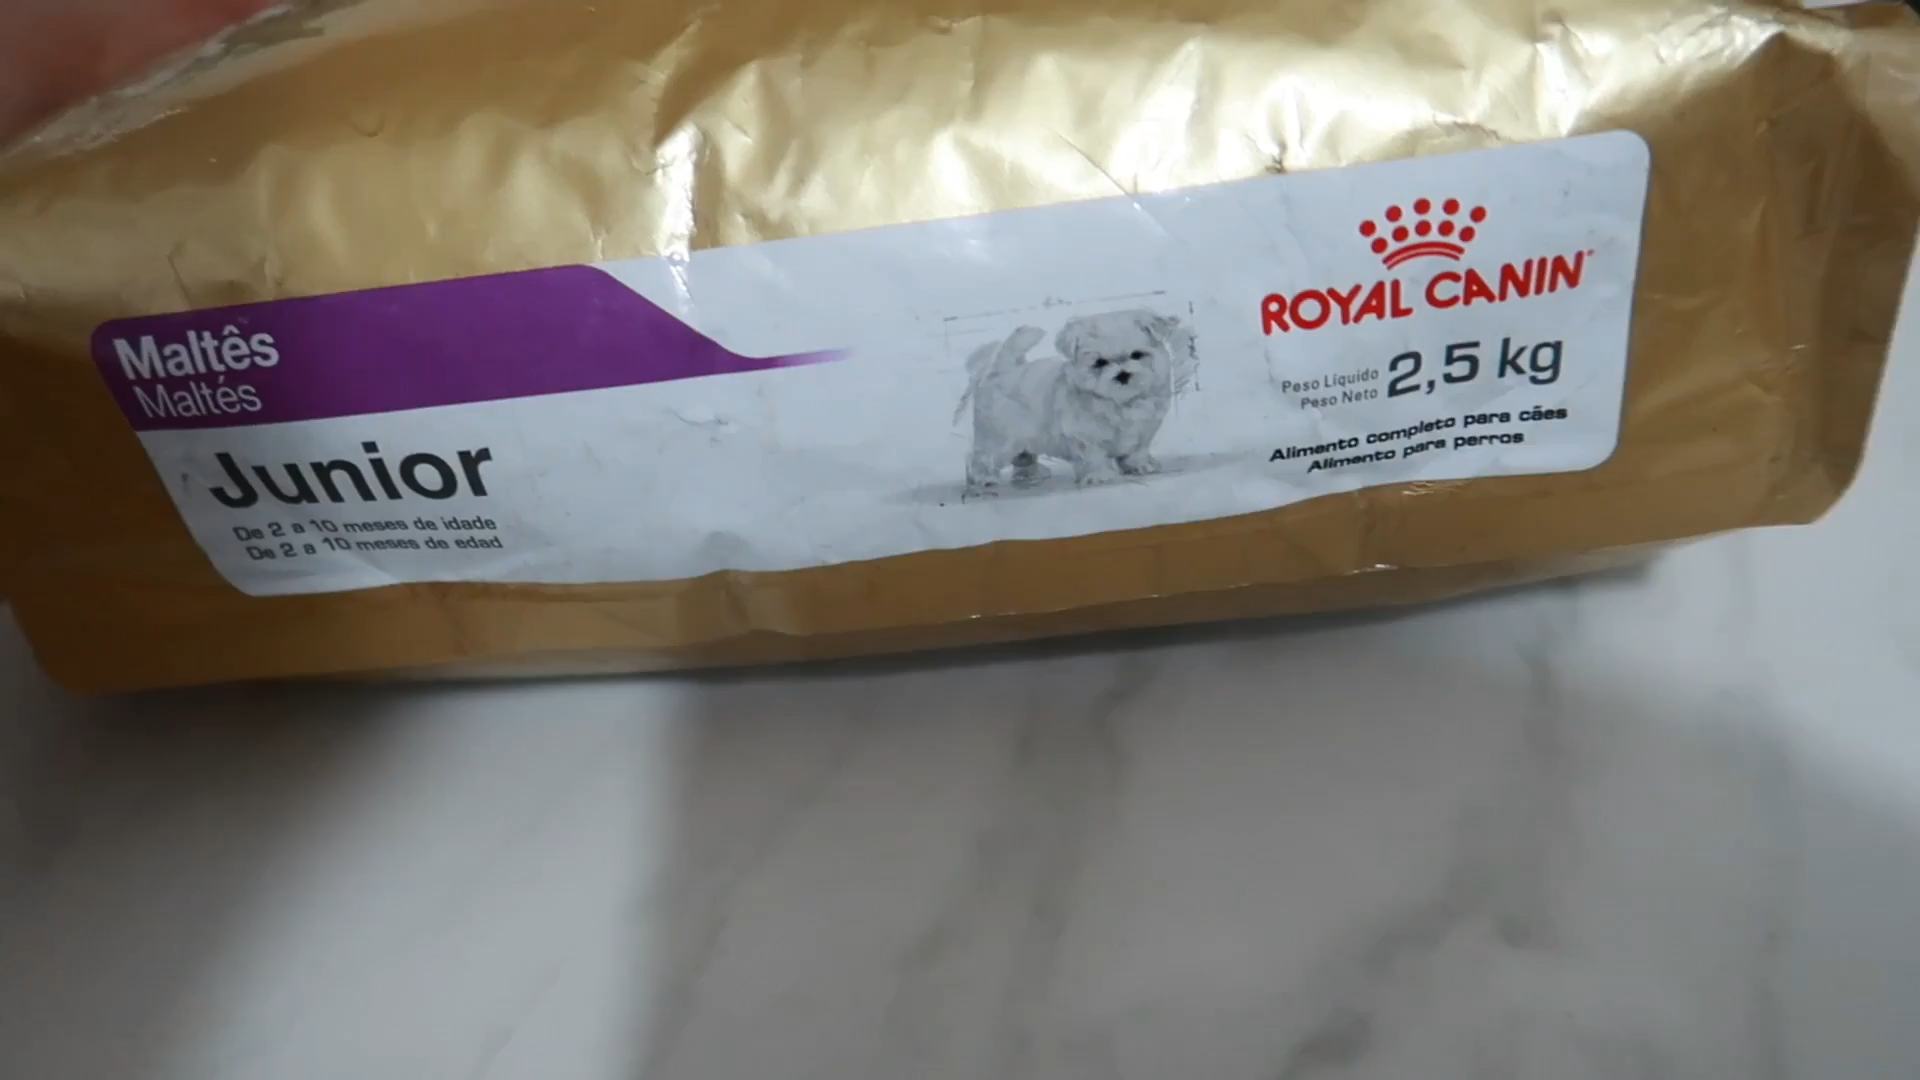 Maltês
Maltés
Junior
De 2 a 10 meses de idade
De 2 a 10 meses de edad
ROYAL CANIN
Peso Líquido
Peso Neto
2,5 kg
Alimento completo para cães
Alimento para perros